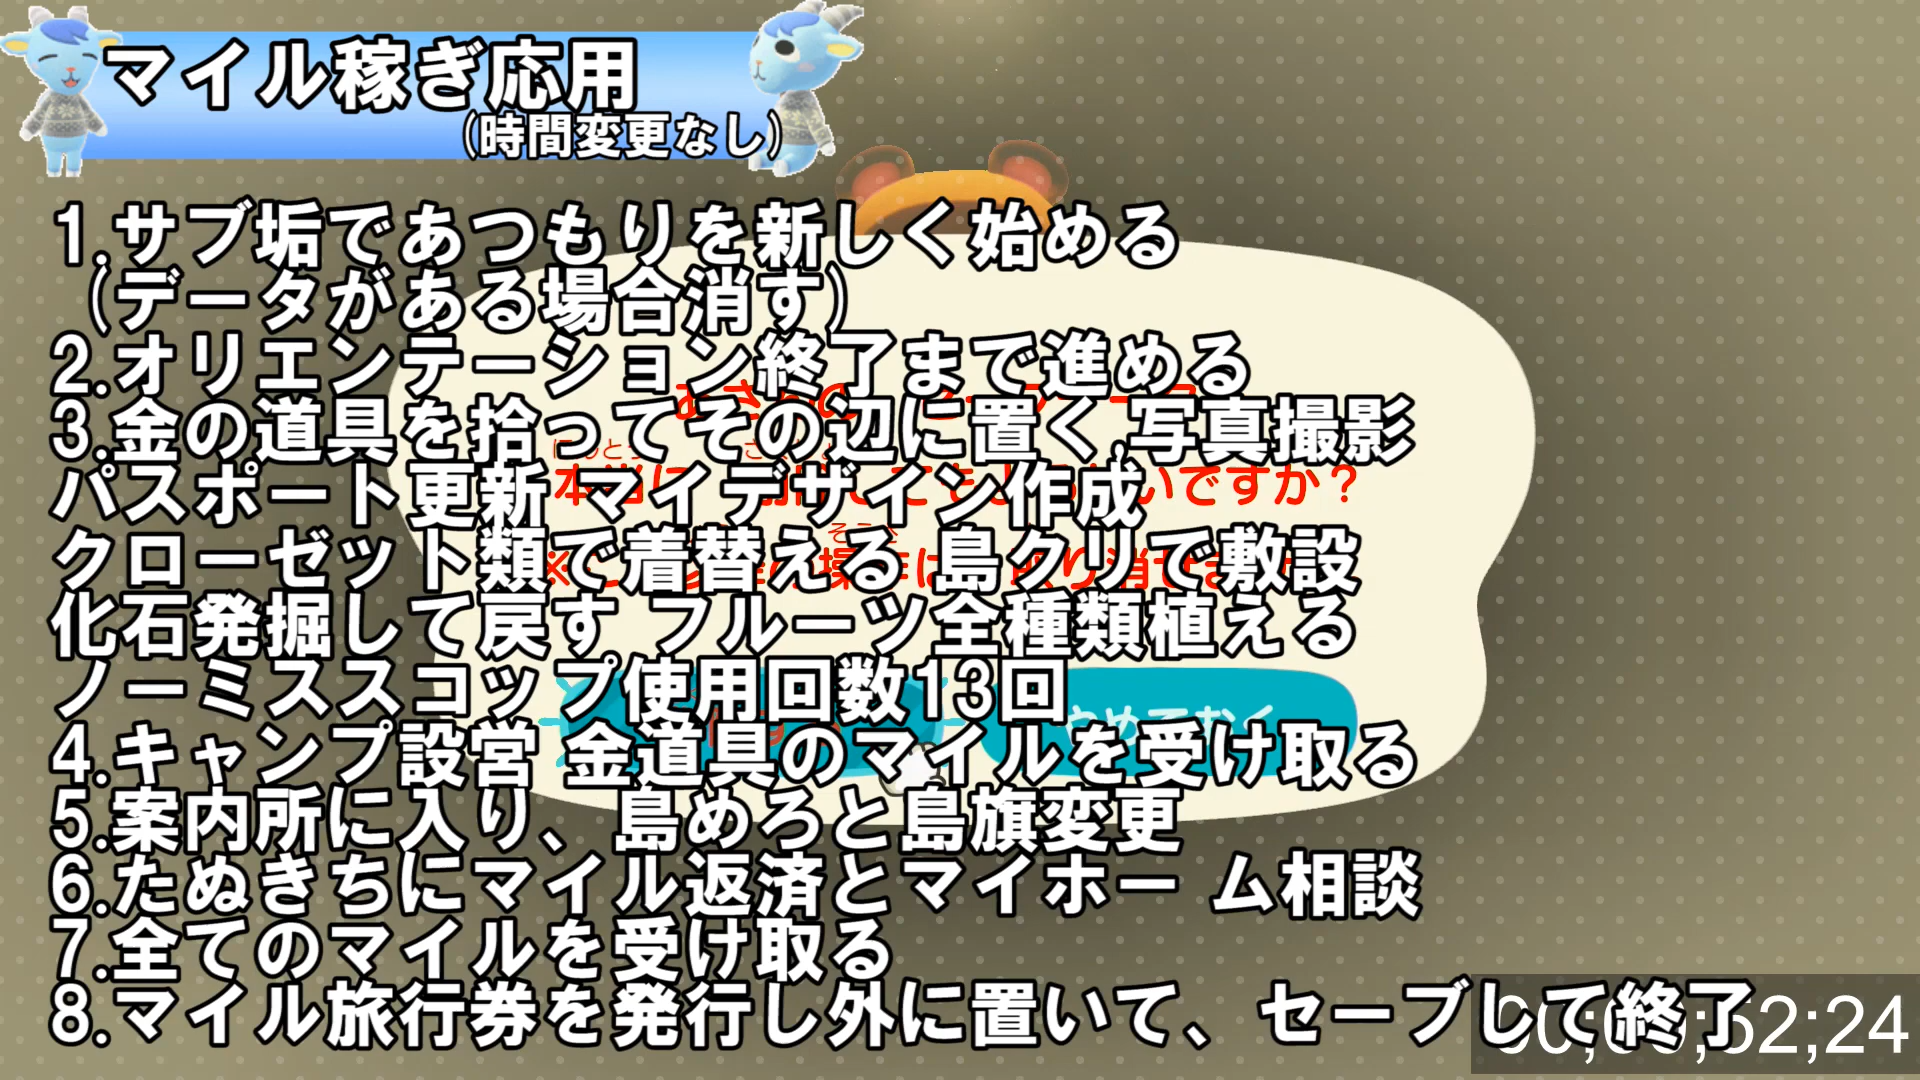 マイル稼ぎ応用
(時間変更なし)
1.サブ垢であつもりを新しく始める
(データがある場合消す)
2.オリエンテーション終了まで進める
3.金の道具を拾ってその辺に置く,写真撮影
パスポート更新 マイデザイン作成
クローゼット類で着替える 島クリで敷設
化石発掘して戻す フルーツ全種類植える
ノーミススコップ使用回数13回
4.キャンプ設営 金道具のマイルを受け取る
5.案内所に入り、島めろと島旗変更
6.たぬきちにマイル返済とマイホーム相談
7.全てのマイルを受け取る
8.マイル旅行券を発行し外に置いて、セーブして終了
いですか？
52;24